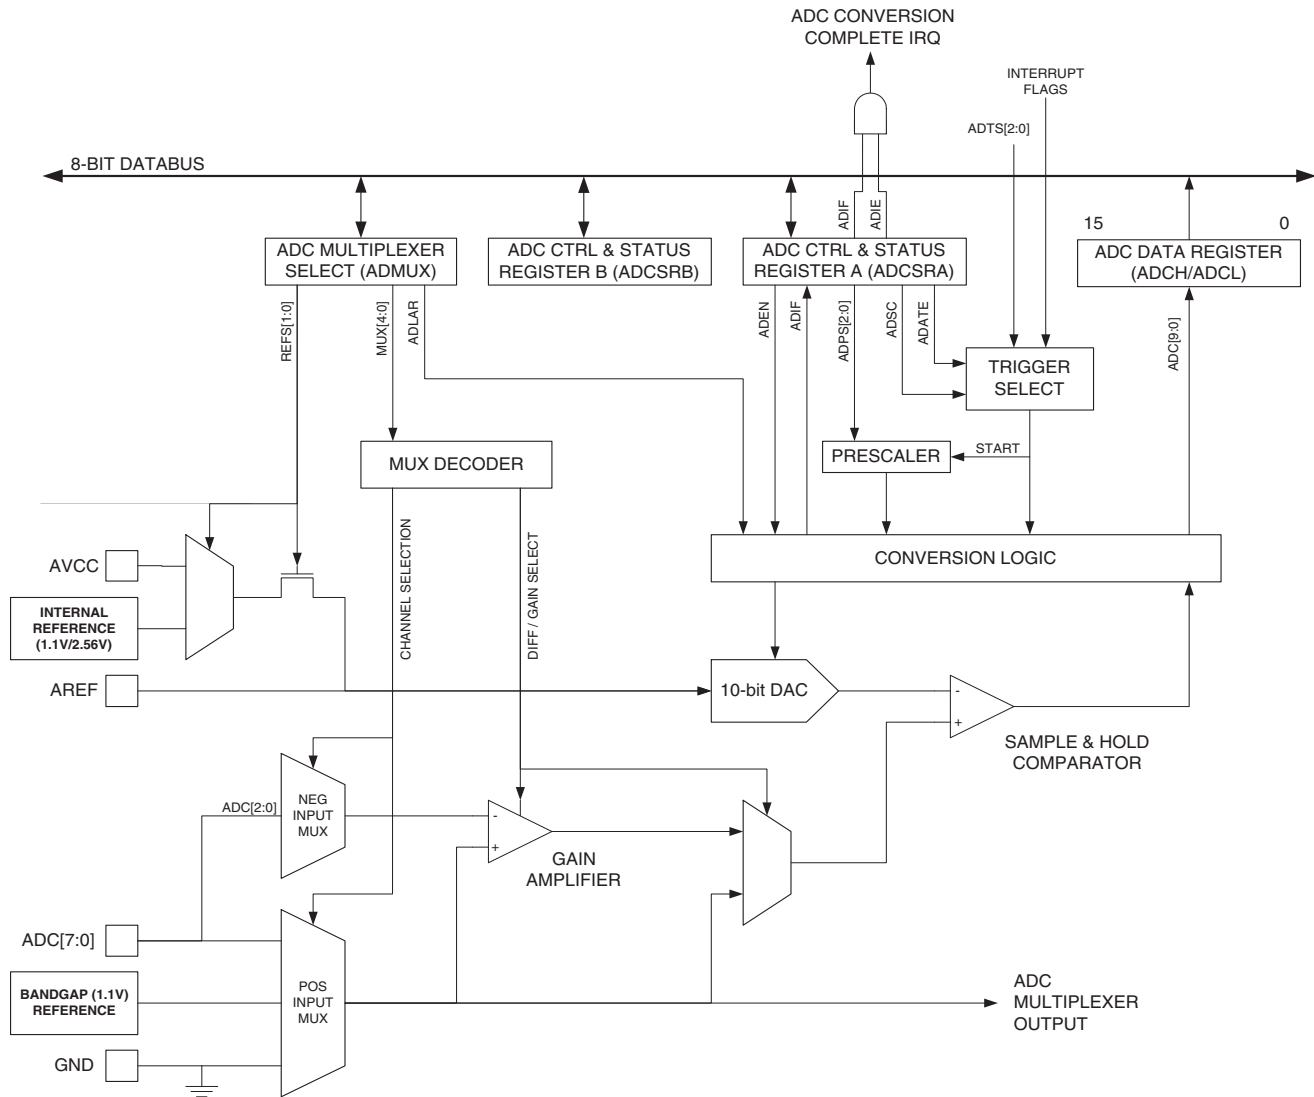 ADC CONVERSION
COMPLETE IRQ
INTERRUPT
FLAGS
ADTS[2:0]
8-BIT DATABUS
ADIF
ADIE
15
0
ADC MULTIPLEXER
SELECT (ADMUX)
ADC CTRL & STATUS
REGISTER B (ADCSRB)
ADC CTRL & STATUS
REGISTER A (ADCSRA)
ADC DATA REGISTER
(ADCH/ADCL)
REFS[1:0]
MUX[4:0]
ADLAR
ADEN
ADIF
ADPS[2:0]
ADSC
ADATE
ADC[9:0]
TRIGGER
SELECT
MUX DECODER
PRESCALER
START
CONVERSION LOGIC
AVCC
INTERNAL
REFERENCE
(1.1V/2.56V)
AREF
CHANNEL SELECTION
DIFF / GAIN SELECT
10-bit DAC
-
+
SAMPLE & HOLD
COMPARATOR
ADC[2:0]
NEG
INPUT
MUX
-
+
GAIN
AMPLIFIER
ADC[7:0]
BANDGAP (1.1V)
REFERENCE
GND
POS
INPUT
MUX
ADC
MULTIPLEXER
OUTPUT